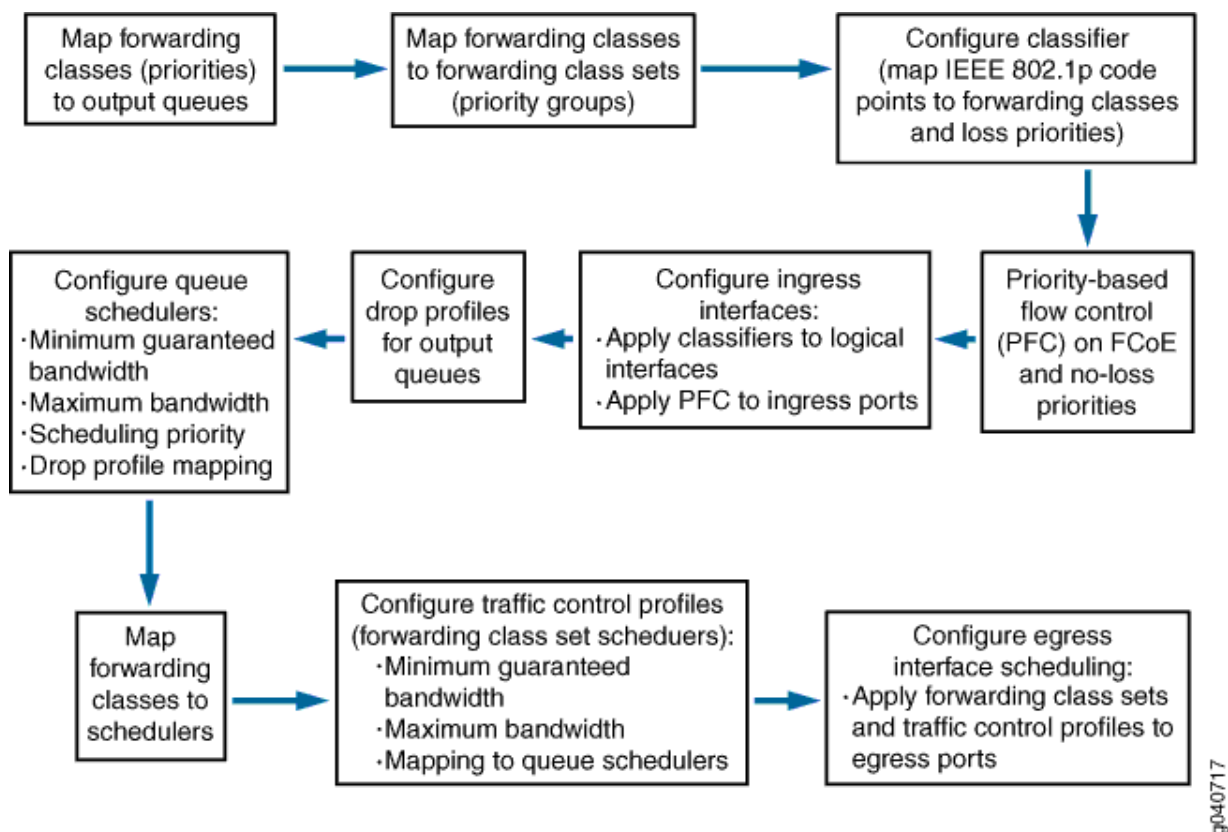 Map forwarding
classes (priorities)
to output queues
Map forwarding classes
to forwarding class sets
(priority groups)
Configure classifier
(map IEEE 802.1p code
points to forwarding classes
and loss priorities)
Priority-based
flow control
(PFC) on FCoE
and no-loss
priorities
Configure ingress
interfaces:
·Apply classifiers to logical
interfaces
·Apply PFC to ingress ports
Configure
drop profiles
for output
queues
Configure queue
schedulers:
·Minimum guaranteed
bandwidth
·Maximum bandwidth
·Scheduling priority
·Drop profile mapping
Map
forwarding
classes to
schedulers
Configure traffic control profiles
(forwarding class set scheduers):
·Minimum guaranteed
bandwidth
·Maximum bandwidth
·Mapping to queue schedulers
Configure egress
interface scheduling:
·Apply forwarding class sets
and traffic control profiles to
egress ports
g040717